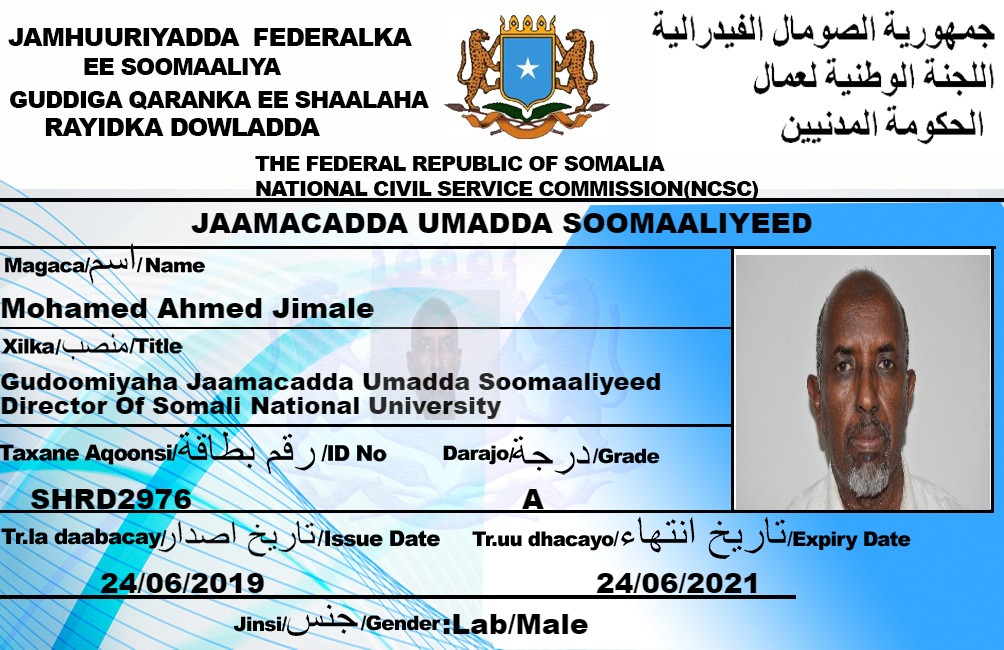 JAMHUURIYADDA FEDERALKA
EE SOOMAALIYA
GUDDIGA QARANKA EE SHAALAHA
RAYIDKA DOWLADDA
جمهورية الصومال الفيدرالية
اللجنة الوطنية لعمال
الحكومة المدنيين
THE FEDERAL REPUBLIC OF SOMALIA
NATIONAL CIVIL SERVICE COMMISSION(NCSC)
JAAMACADDA UMADDA SOOMAALIYEED
Magaca/اسم/Name
Mohamed Ahmed Jimale
Xilka/منصب/Title
Gudoomiyaha Jaamacadda Umadda Soomaaliyeed
Director Of Somali National University
Taxane Aqoonsi/رقم بطاقة/ID No
SHRD2976
Darajo/درجة/Grade
A
Tr.la daabacay/تاريخ اصدار/Issue Date
24/06/2019
Tr.uu dhacayo/تاريخ انتهاء/Expiry Date
24/06/2021
Jinsi/جنس/Gender:Lab/Male